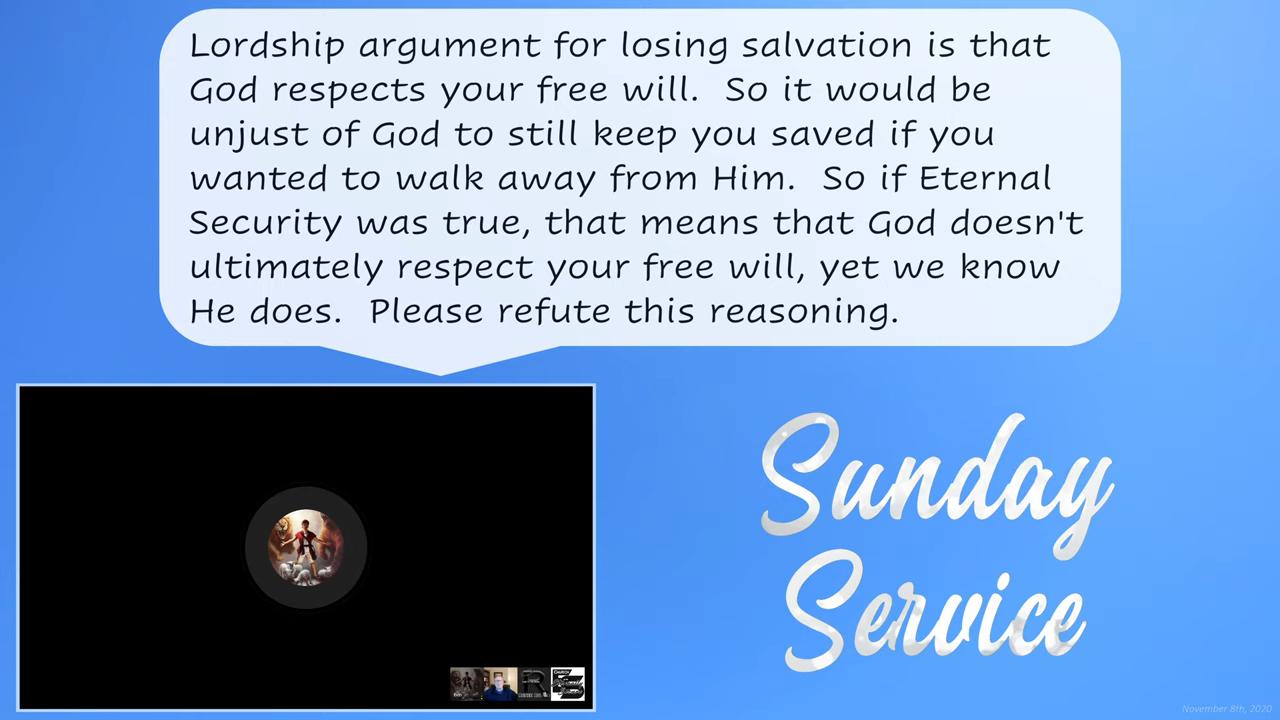 Lordship argument for losing salvation is that
God respects your free will.  So it would be
unjust of God to still keep you saved if you
wanted to walk away from Him.  So if Eternal
Security was true, that means that God doesn't
ultimately respect your free will, yet we know
He does.  Please refute this reasoning.
Sunday
Service
November 8th, 2020